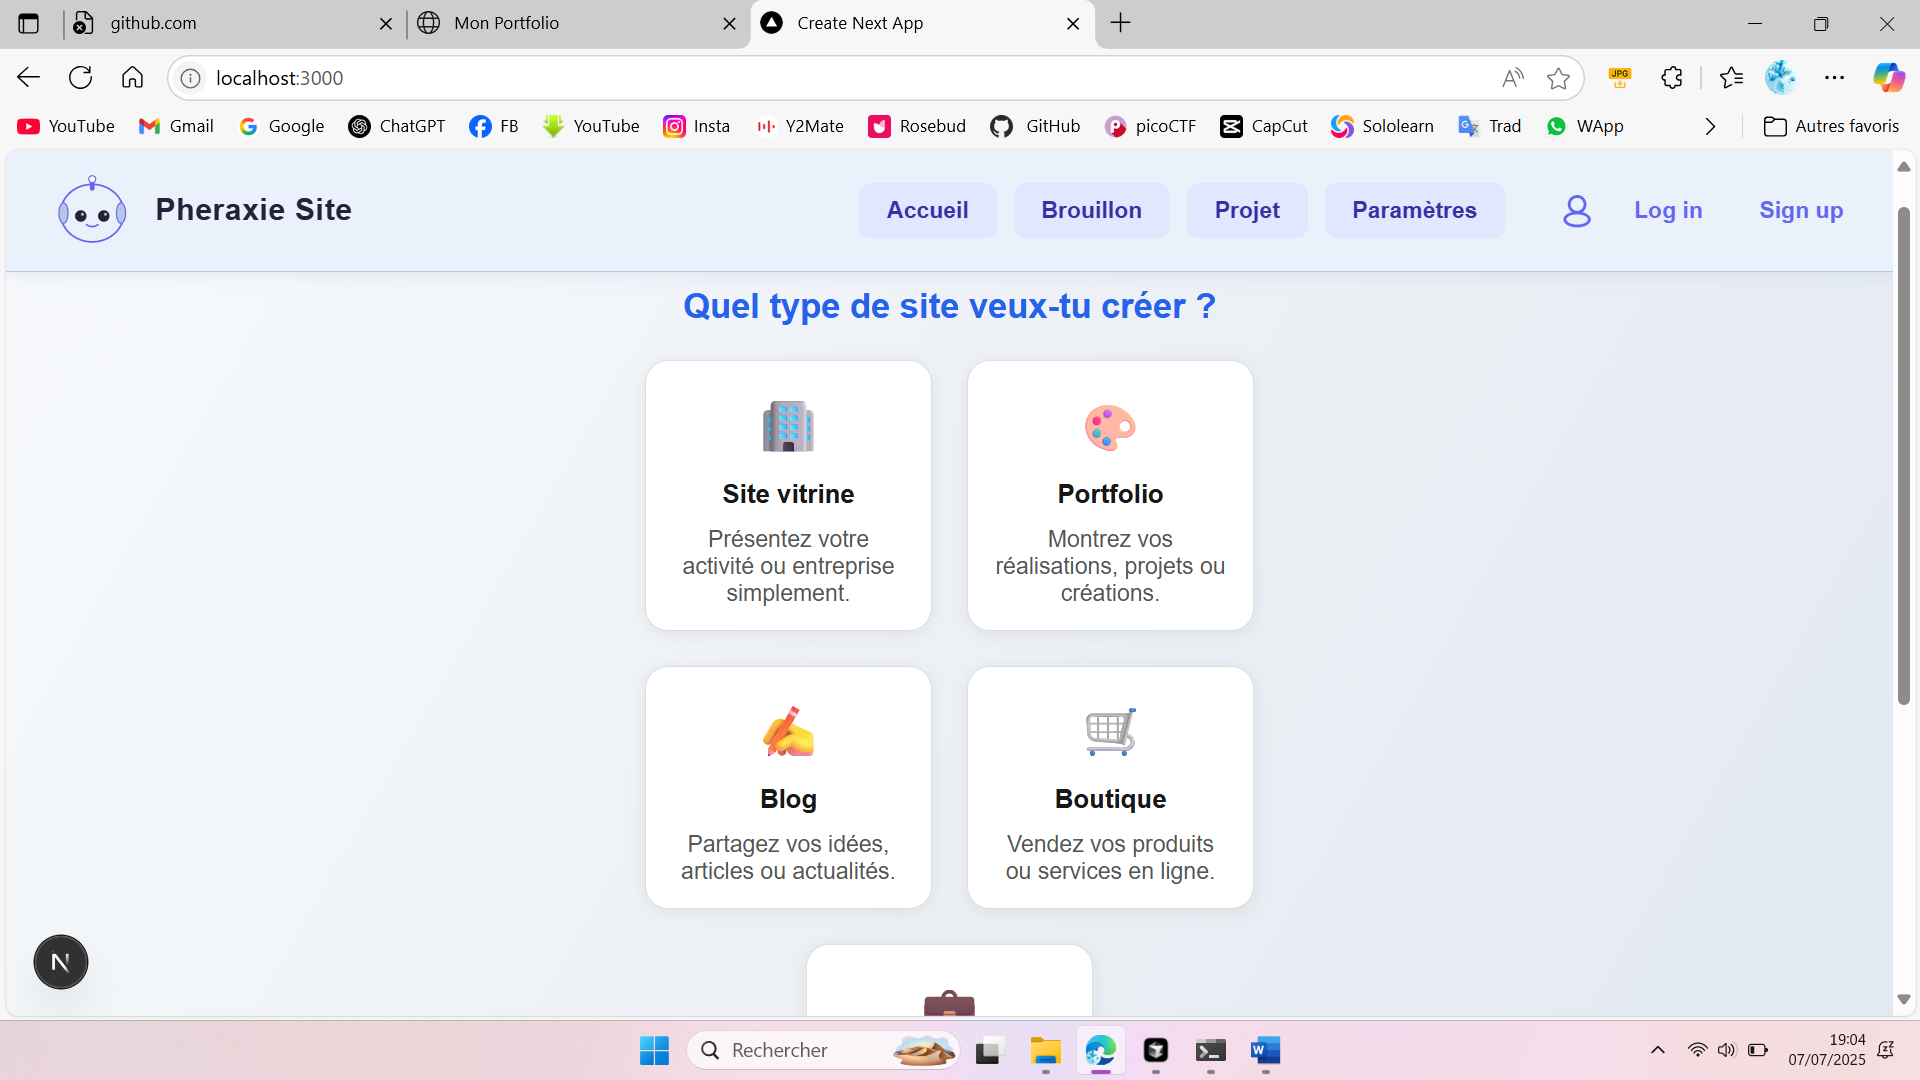 github.com
Mon Portfolio
Create Next App
localhost:3000
JPG
YouTube
Gmail
Google
ChatGPT
FB
YouTube
Insta
Y2Mate
Rosebud
GitHub
picoCTF
CapCut
Sololearn
Trad
WApp
Autres favoris
Pheraxie Site
Accueil
Brouillon
Projet
Paramètres
Log in
Sign up
Quel type de site veux-tu créer ?
Site vitrine
Présentez votre
activité ou entreprise
simplement.
Portfolio
Montrez vos
réalisations, projets ou
créations.
Blog
Partagez vos idées,
articles ou actualités.
Boutique
Vendez vos produits
ou services en ligne.
N
Rechercher
19:04
07/07/2025